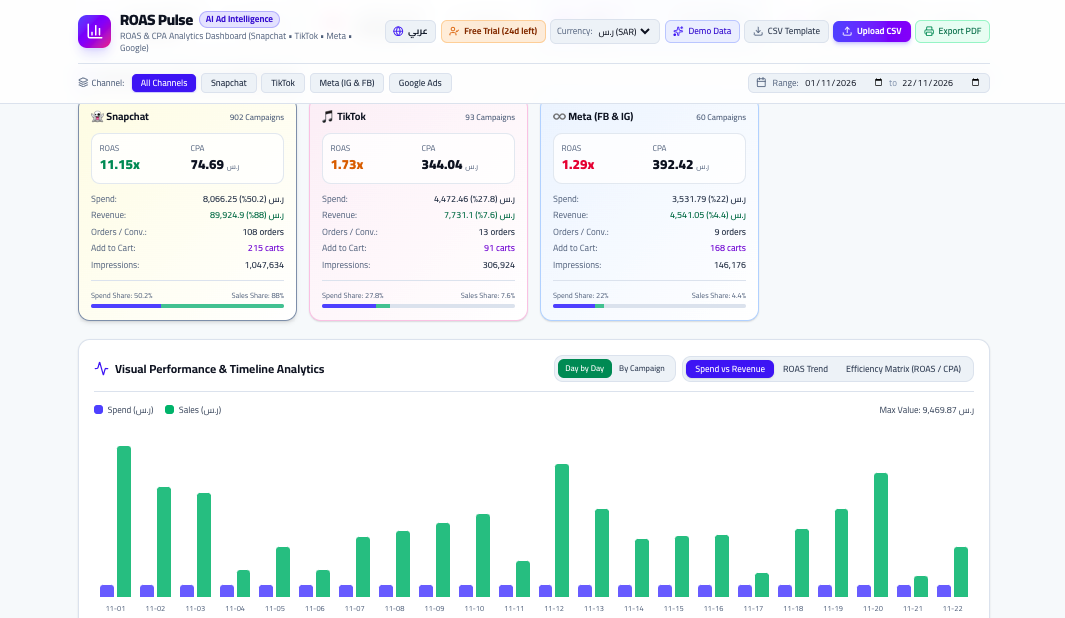 ROAS Pulse
AI Ad Intelligence
ROAS & CPA Analytics Dashboard (Snapchat • TikTok • Meta •
Google)
عربي
Free Trial (24d left)
Currency: ر.س (SAR)
Demo Data
CSV Template
Upload CSV
Export PDF
Channel:
All Channels
Snapchat
TikTok
Meta (IG & FB)
Google Ads
Range: 01/11/2026 to 22/11/2026
Snapchat
902 Campaigns
ROAS CPA
11.15x 74.69 ر.س
Spend: 8,066.25 (%50.2) ر.س
Revenue: 89,924.9 (%88) ر.س
Orders / Conv.: 108 orders
Add to Cart: 215 carts
Impressions: 1,047,634
Spend Share: 50.2% Sales Share: 88%
TikTok
93 Campaigns
ROAS CPA
1.73x 344.04 ر.س
Spend: 4,472.46 (%27.8) ر.س
Revenue: 7,731.1 (%7.6) ر.س
Orders / Conv.: 13 orders
Add to Cart: 91 carts
Impressions: 306,924
Spend Share: 27.8% Sales Share: 7.6%
Meta (FB & IG)
60 Campaigns
ROAS CPA
1.29x 392.42 ر.س
Spend: 3,531.79 (%22) ر.س
Revenue: 4,541.05 (%4.4) ر.س
Orders / Conv.: 9 orders
Add to Cart: 168 carts
Impressions: 146,176
Spend Share: 22% Sales Share: 4.4%
Visual Performance & Timeline Analytics
Day by Day
By Campaign
Spend vs Revenue
ROAS Trend
Efficiency Matrix (ROAS / CPA)
Spend (ر.س) Sales (ر.س)
Max Value: 9,469.87 ر.س
11-01 11-02 11-03 11-04 11-05 11-06 11-07 11-08 11-09 11-10 11-11 11-12 11-13 11-14 11-15 11-16 11-17 11-18 11-19 11-20 11-21 11-22